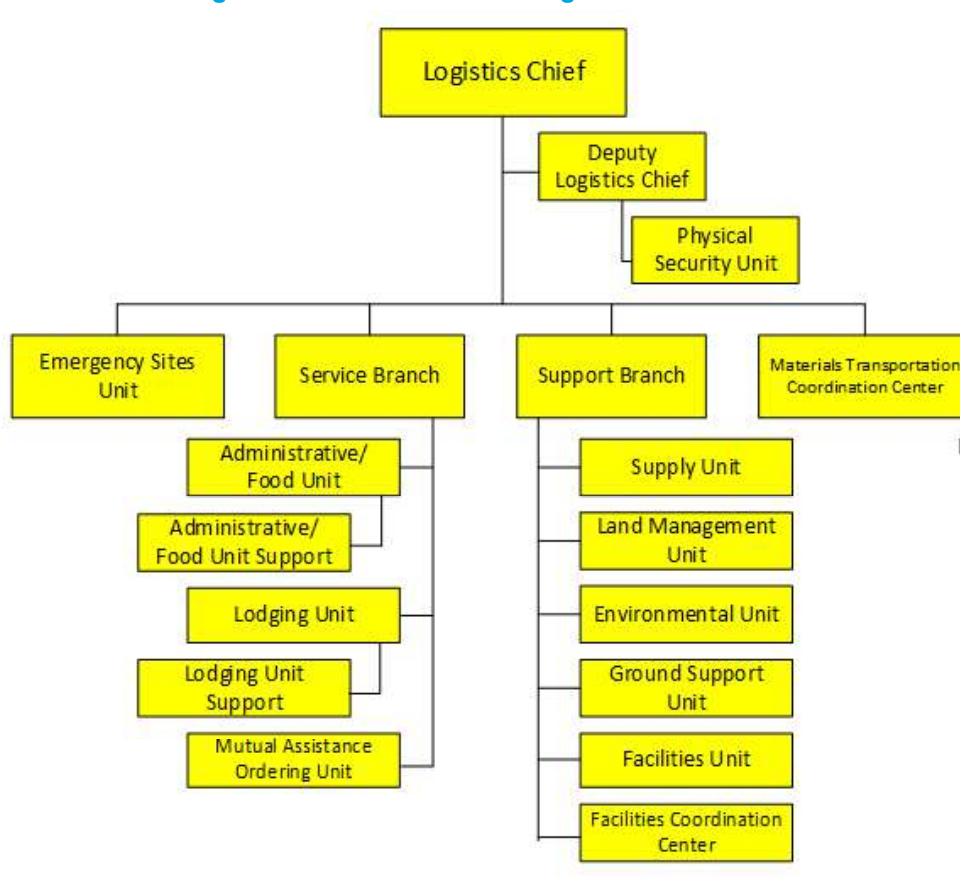 Logistics Chief
Deputy
Logistics Chief
Physical
Security Unit
Emergency Sites
Unit
Service Branch
Support Branch
Materials Transportation
Coordination Center
Administrative/
Food Unit
Administrative/
Food Unit Support
Lodging Unit
Lodging Unit
Support
Mutual Assistance
Ordering Unit
Supply Unit
Land Management
Unit
Environmental Unit
Ground Support
Unit
Facilities Unit
Facilities Coordination
Center